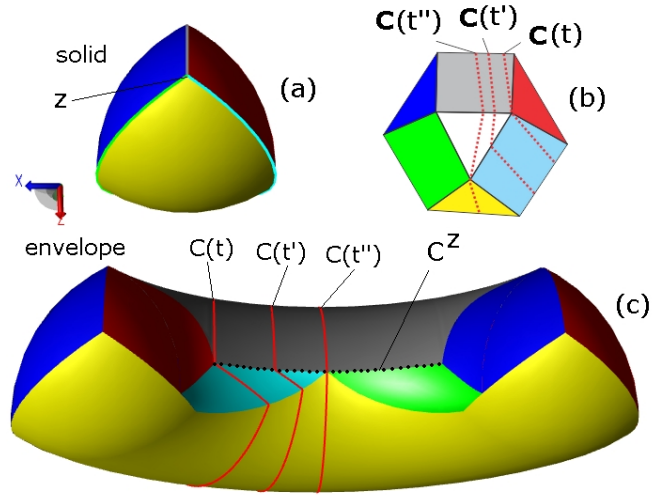 solid
z
(a)
X
Z
C(t'')
C(t')
C(t)
(b)
envelope
C(t)
C(t')
C(t'')
C^Z
(c)